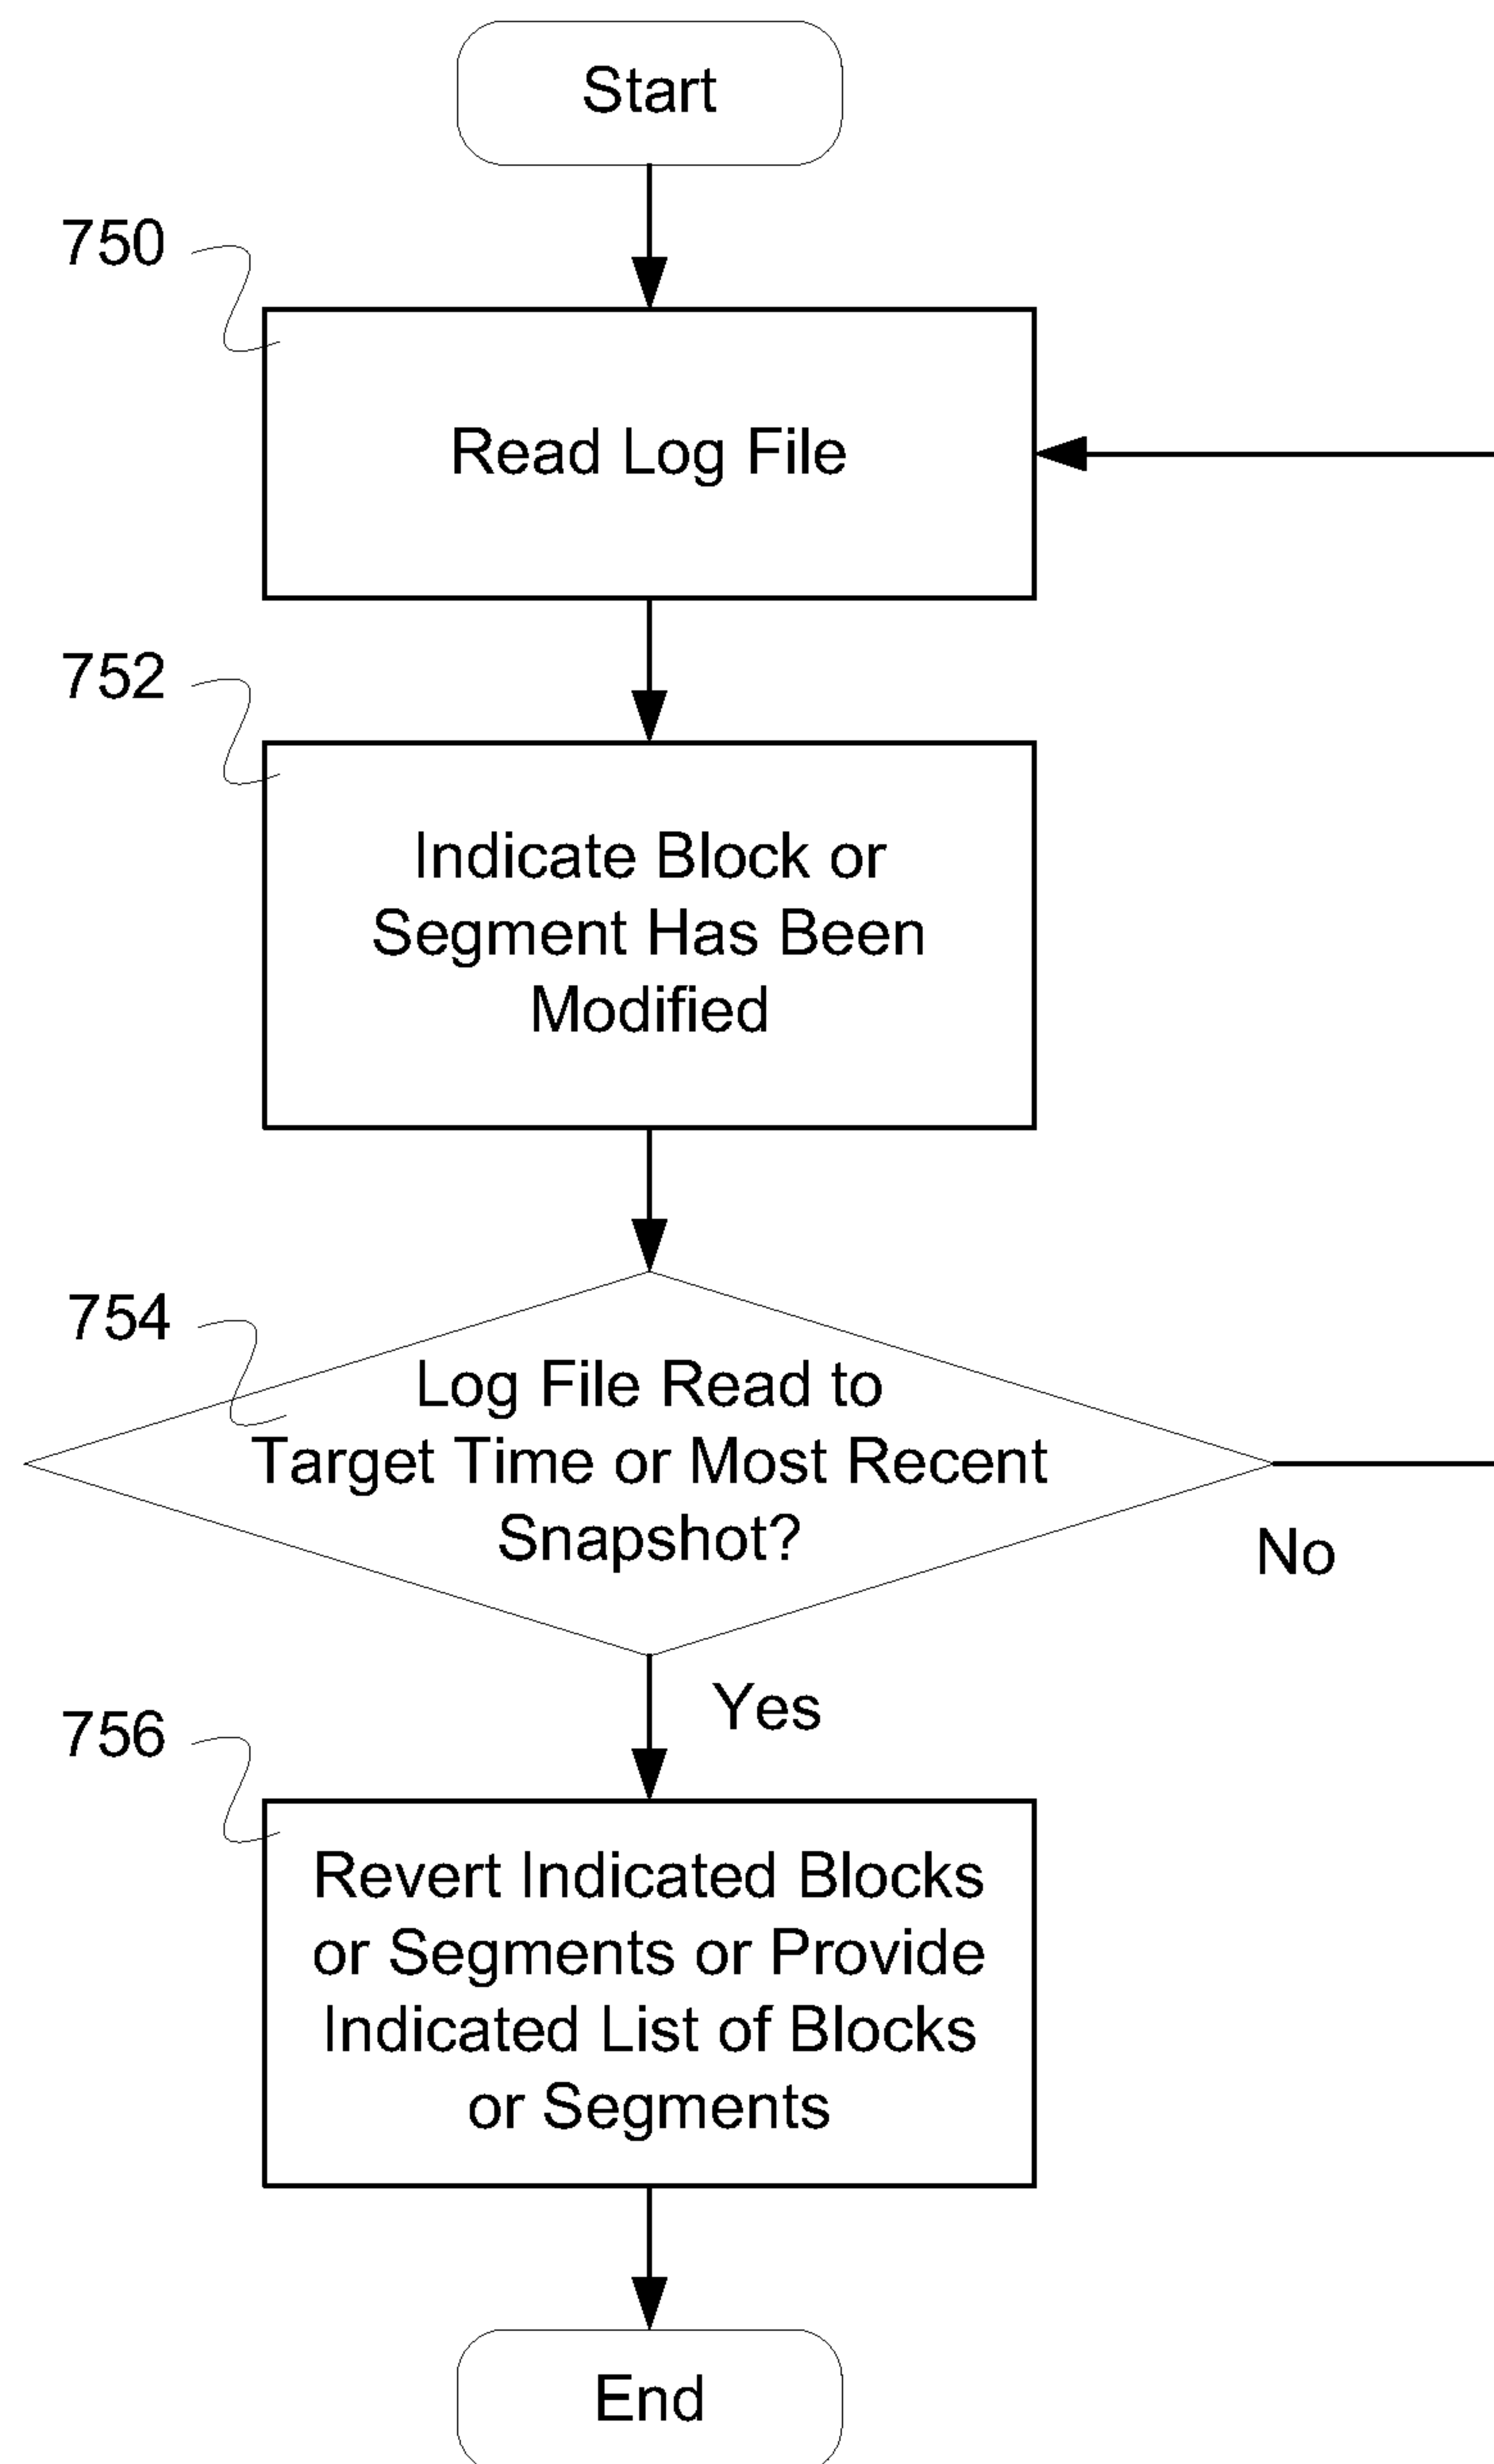 Start
750
Read Log File
752
Indicate Block or
Segment Has Been
Modified
754
Log File Read to
Target Time or Most Recent
Snapshot?
No
Yes
756
Revert Indicated Blocks
or Segments or Provide
Indicated List of Blocks
or Segments
End